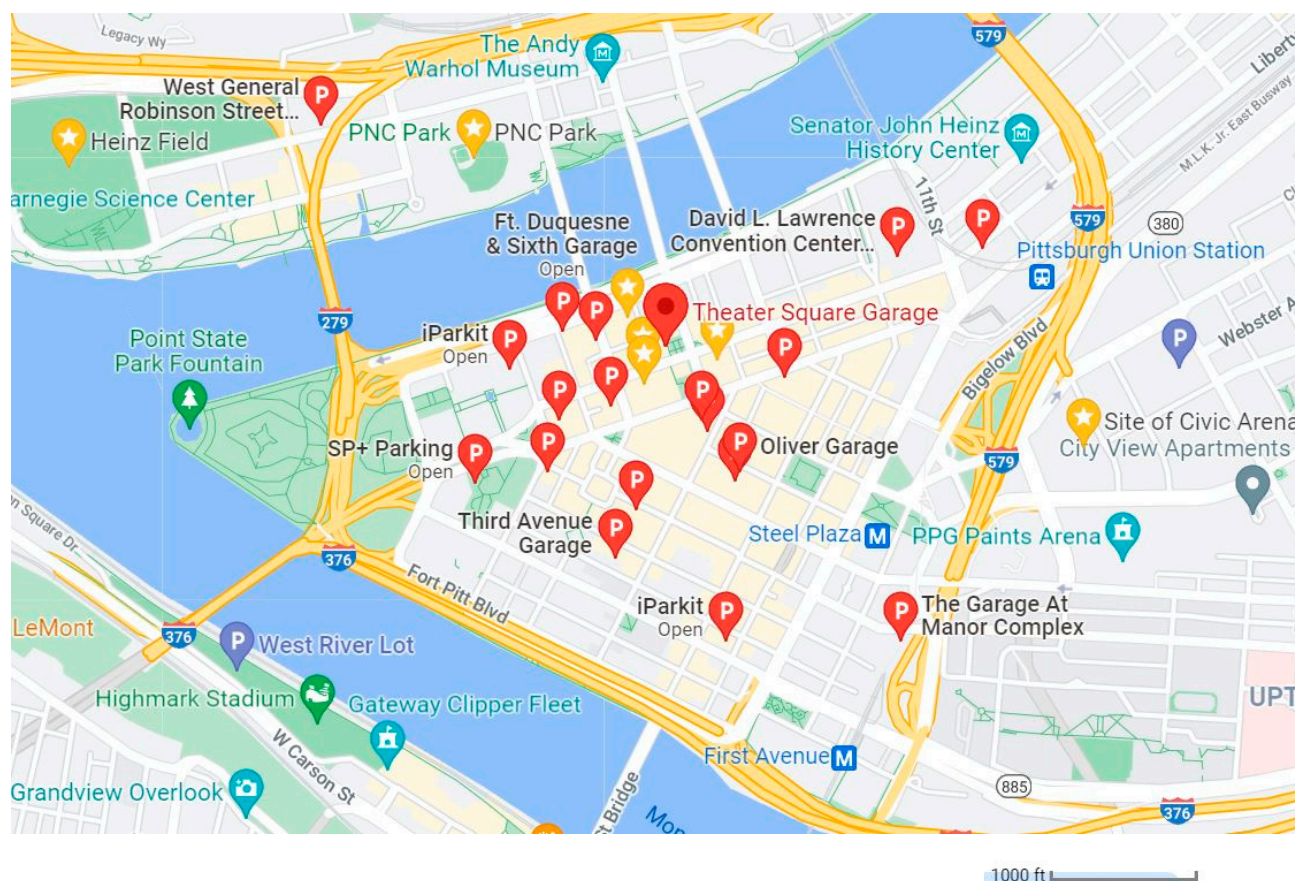 Legacy Wy
579
The Andy
Warhol Museum
Liberty
West General
Robinson Street...
M.L.K. Jr. East Busway
PNC Park
PNC Park
Heinz Field
Senator John Heinz
History Center
arnegie Science Center
11th St
Ft. Duquesne
& Sixth Garage
Open
David L. Lawrence
Convention Center...
579
380
Pittsburgh Union Station
279
Theater Square Garage
iParkit
Open
Point State
Park Fountain
Webster A
Bigelow Blvd
Site of Civic Arena
City View Apartments
SP+ Parking
Open
Oliver Garage
579
on Square Dr
Third Avenue
Garage
Steel Plaza
M
PPG Paints Arena
376
Fort Pitt Blvd
iParkit
Open
The Garage At
Manor Complex
LeMont
376
West River Lot
Highmark Stadium
Gateway Clipper Fleet
UPT
W Carson St
First Avenue
M
Grandview Overlook
885
376
Bridge
Mon
1000 ft